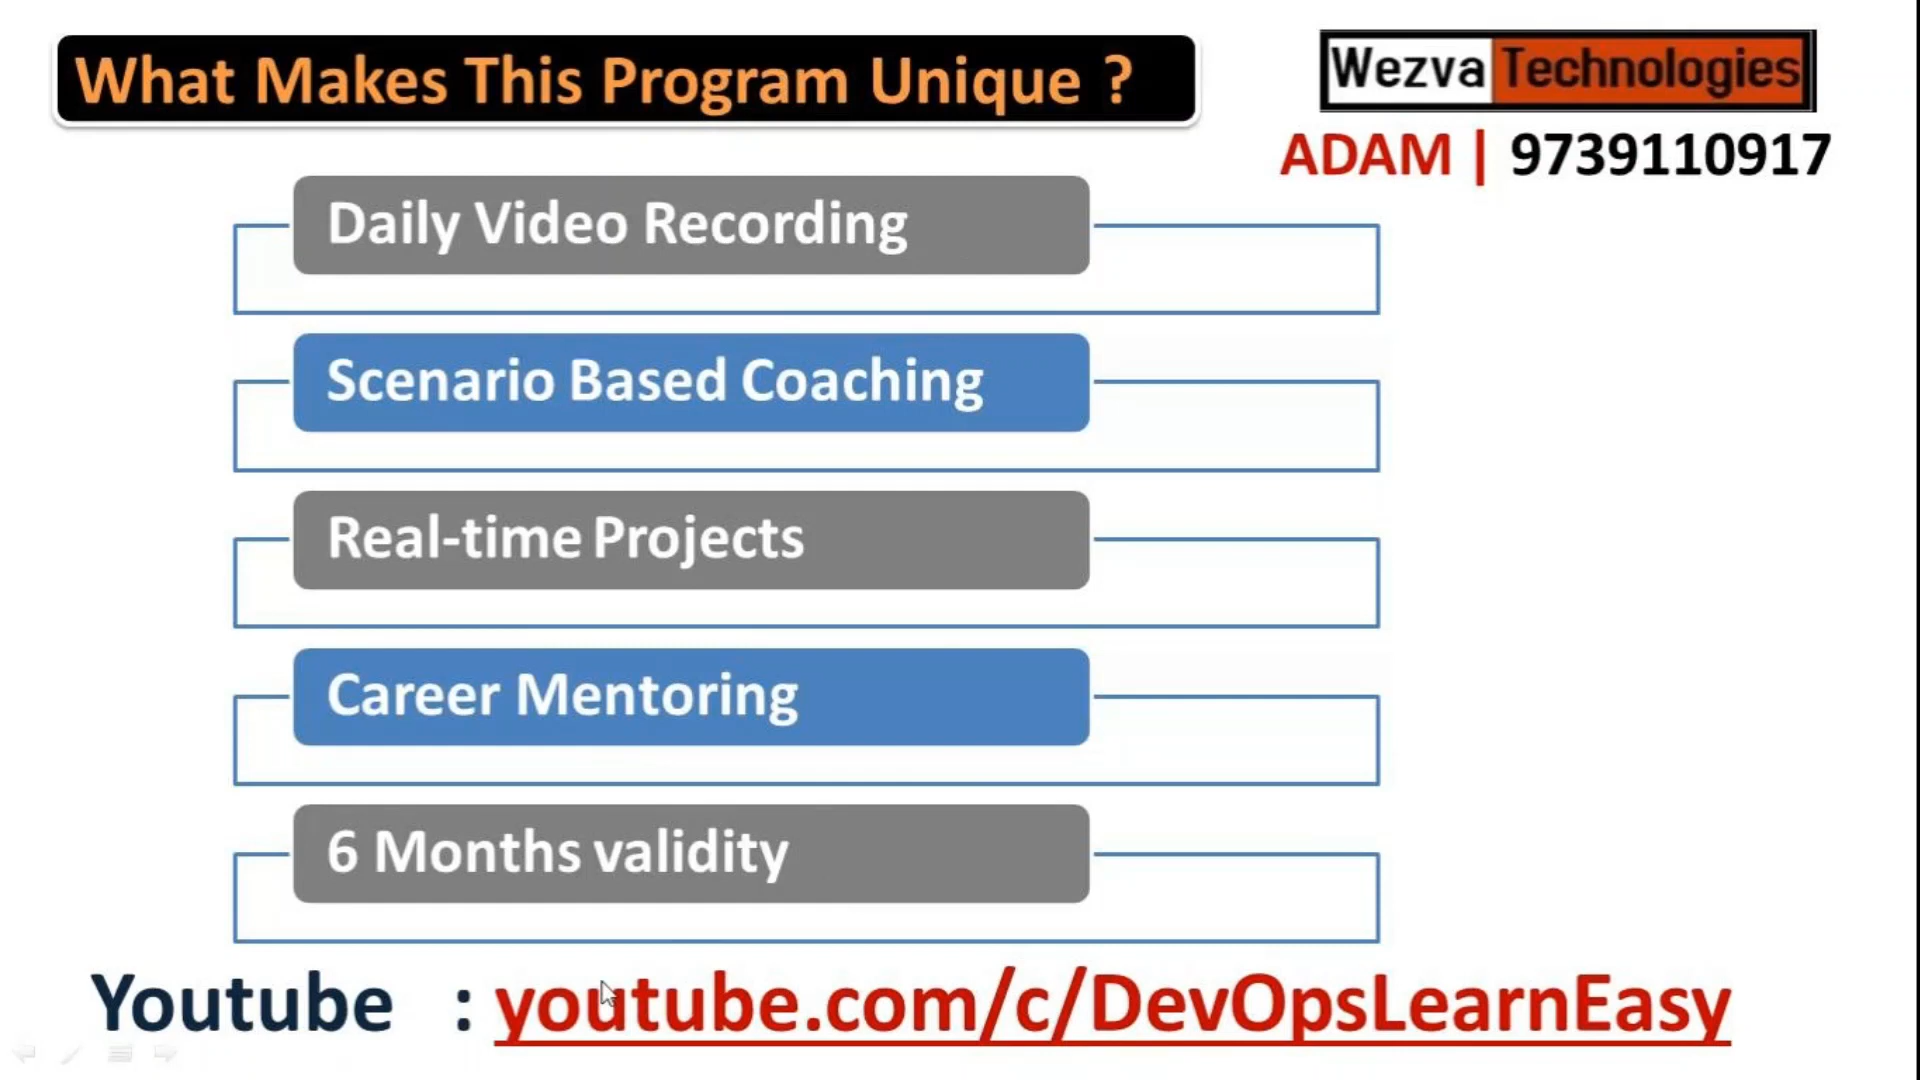 What Makes This Program Unique ?
Wezva Technologies
ADAM | 9739110917
Daily Video Recording
Scenario Based Coaching
Real-time Projects
Career Mentoring
6 Months validity
Youtube : youtube.com/c/DevOpsLearnEasy